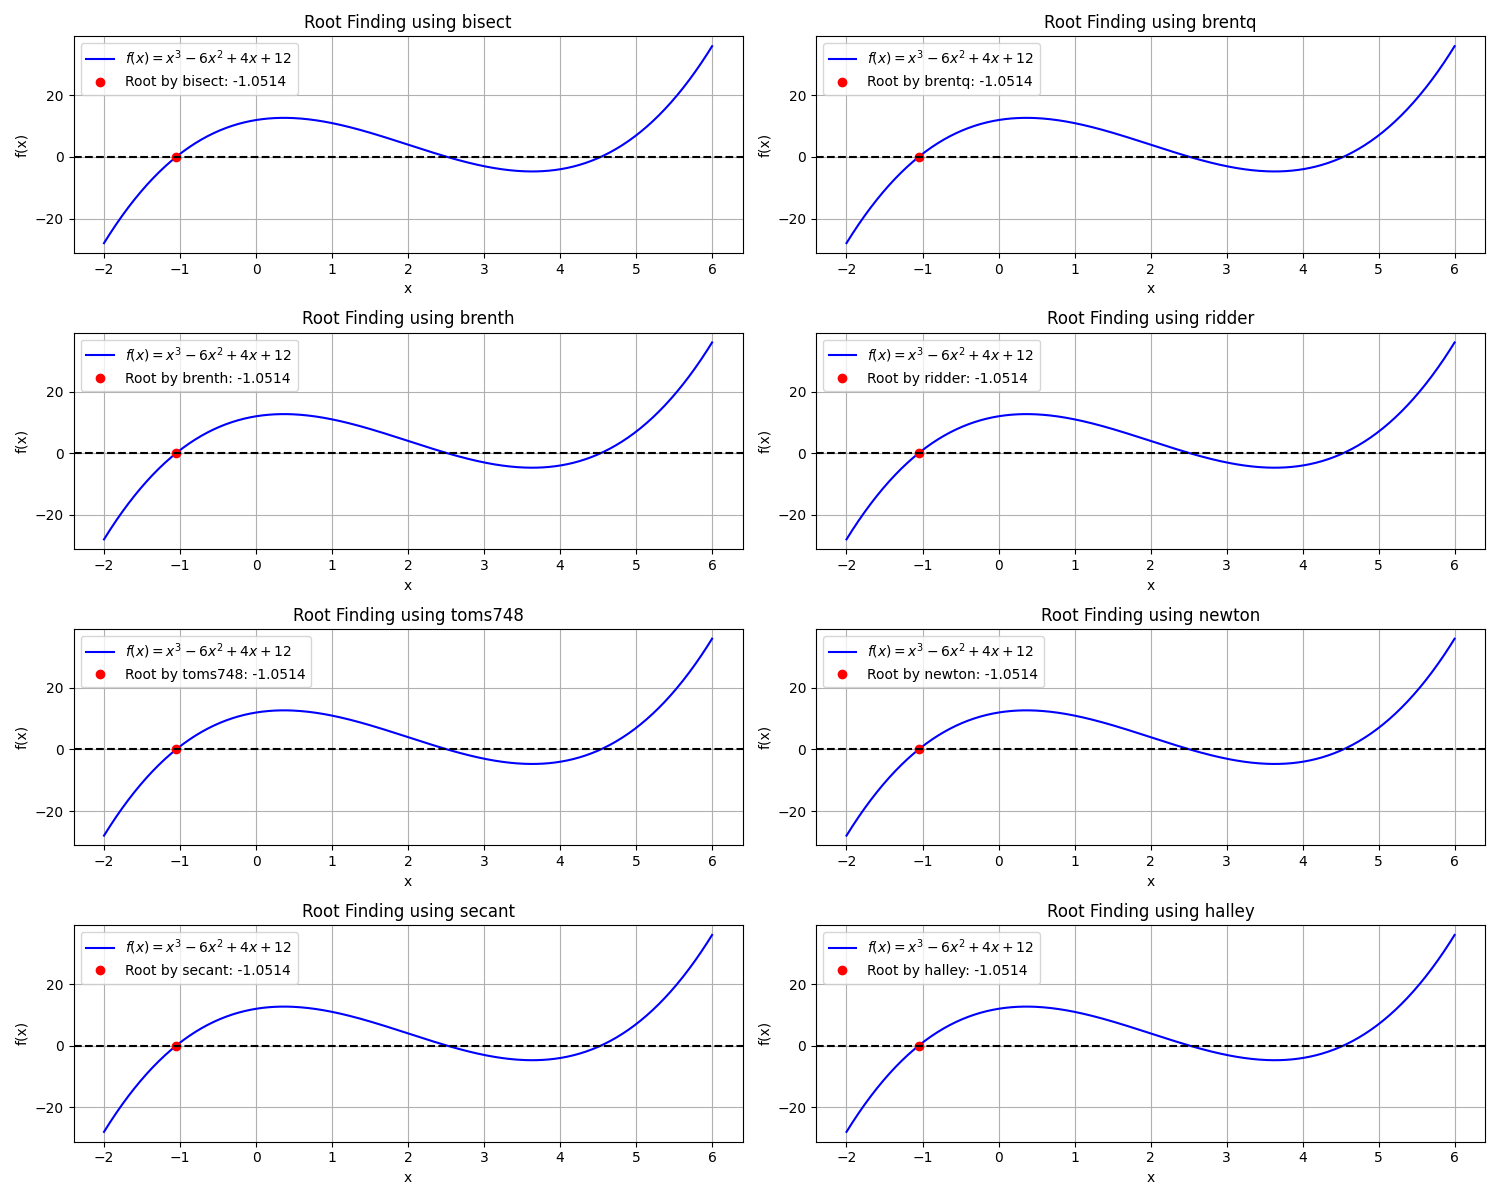 Root Finding using bisect
f(x) = x³ − 6x² + 4x + 12
Root by bisect: -1.0514
f(x)
20
0
−20
−2 −1 0 1 2 3 4 5 6
x
Root Finding using brentq
f(x) = x³ − 6x² + 4x + 12
Root by brentq: -1.0514
f(x)
20
0
−20
−2 −1 0 1 2 3 4 5 6
x
Root Finding using brenth
f(x) = x³ − 6x² + 4x + 12
Root by brenth: -1.0514
f(x)
20
0
−20
−2 −1 0 1 2 3 4 5 6
x
Root Finding using ridder
f(x) = x³ − 6x² + 4x + 12
Root by ridder: -1.0514
f(x)
20
0
−20
−2 −1 0 1 2 3 4 5 6
x
Root Finding using toms748
f(x) = x³ − 6x² + 4x + 12
Root by toms748: -1.0514
f(x)
20
0
−20
−2 −1 0 1 2 3 4 5 6
x
Root Finding using newton
f(x) = x³ − 6x² + 4x + 12
Root by newton: -1.0514
f(x)
20
0
−20
−2 −1 0 1 2 3 4 5 6
x
Root Finding using secant
f(x) = x³ − 6x² + 4x + 12
Root by secant: -1.0514
f(x)
20
0
−20
−2 −1 0 1 2 3 4 5 6
x
Root Finding using halley
f(x) = x³ − 6x² + 4x + 12
Root by halley: -1.0514
f(x)
20
0
−20
−2 −1 0 1 2 3 4 5 6
x